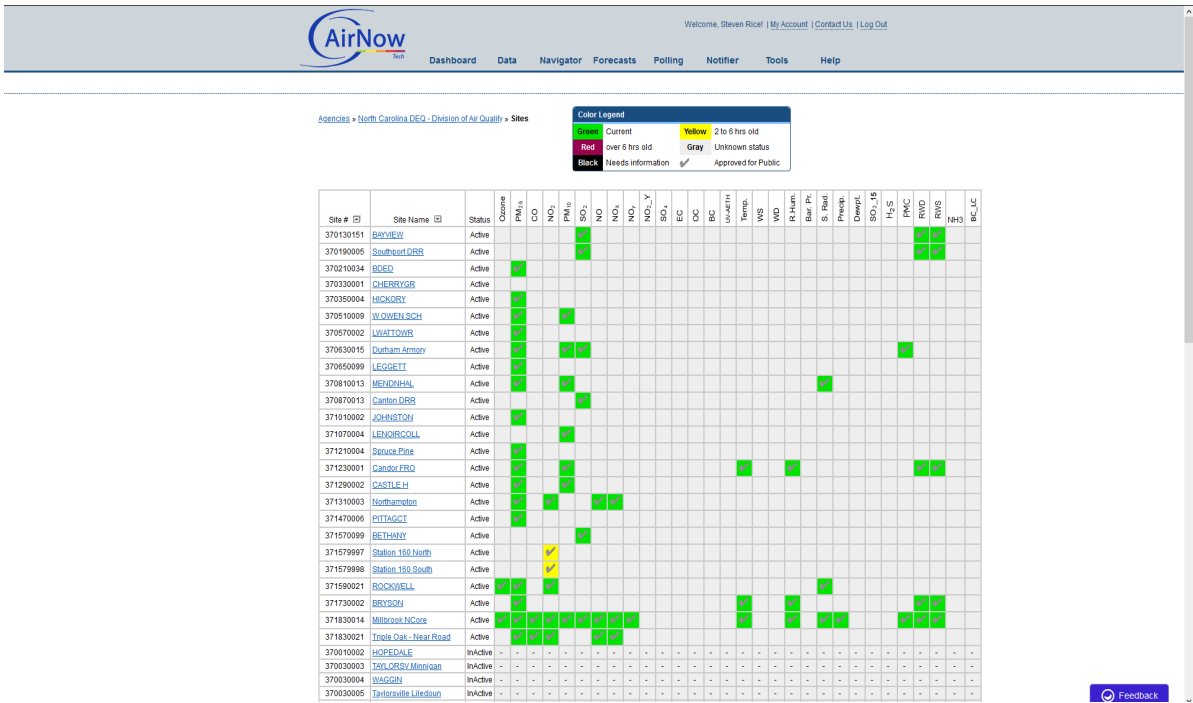 Welcome, Steven Rice! | My Account | Contact Us | Log Out
AirNow
Tech
Dashboard Data Navigator Forecasts Polling Notifier Tools Help
Agencies » North Carolina DEQ - Division of Air Quality » Sites
Color Legend
Green Current Yellow 2 to 6 hrs old
Red over 6 hrs old Gray Unknown status
Black Needs information ✔ Approved for Public
Site # Site Name Status Ozone PM2.5 CO NO2 PM10 SO2 NO NOX NOY NO2_Y SO4 EC OC BC UV-AETH Temp. WS WD R.Hum. Bar. Pr. S. Rad. Precip. Dewpt. SO2_15 H2S PMC RWD RWS NH3 BC_LC
370130151 BAYVIEW Active
370190005 Southport DRR Active
370210034 BDED Active
370330001 CHERRYGR Active
370350004 HICKORY Active
370510009 W OWEN SCH Active
370570002 LWATTOWR Active
370630015 Durham Armory Active
370650099 LEGGETT Active
370810013 MENDNHAL Active
370870013 Canton DRR Active
371010002 JOHNSTON Active
371070004 LENOIRCOLL Active
371210004 Spruce Pine Active
371230001 Candor FRO Active
371290002 CASTLE H Active
371310003 Northampton Active
371470006 PITTAGCT Active
371570099 BETHANY Active
371579997 Station 160 North Active
371579998 Station 160 South Active
371590021 ROCKWELL Active
371730002 BRYSON Active
371830014 Millbrook NCore Active
371830021 Triple Oak - Near Road Active
370010002 HOPEDALE InActive - - - - - - - - - - - - - - - - - - - - - - - - - - - - - -
370030003 TAYLORSV Minnigan InActive - - - - - - - - - - - - - - - - - - - - - - - - - - - - - -
370030004 WAGGIN InActive - - - - - - - - - - - - - - - - - - - - - - - - - - - - - -
370030005 Taylorsville Liledoun InActive - - - - - - - - - - - - - - - - - - - - - - - - - - - - - -
Feedback